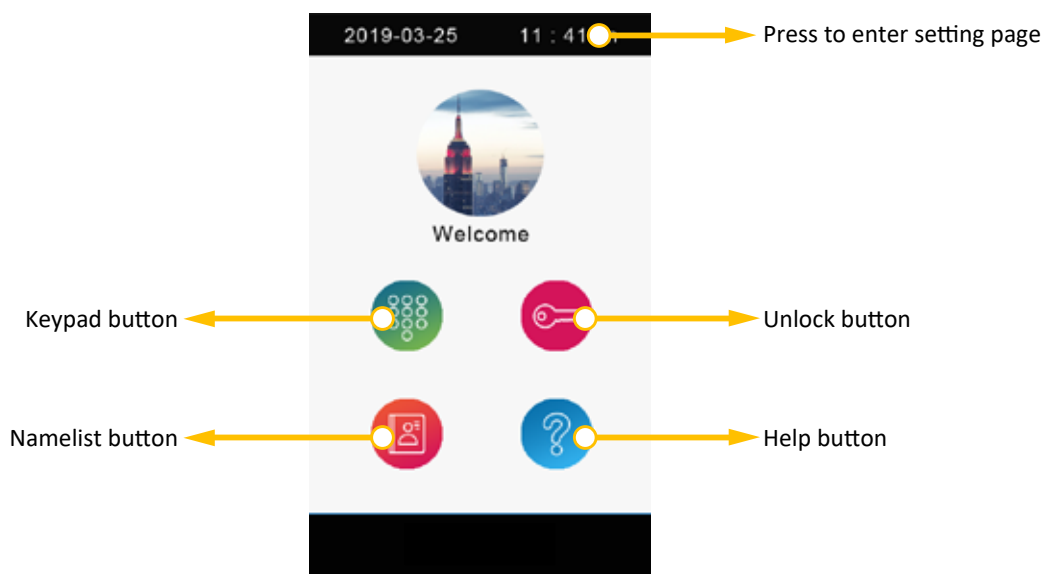 2019-03-25 11 : 41
Press to enter setting page
Welcome
Keypad button
Unlock button
Namelist button
Help button